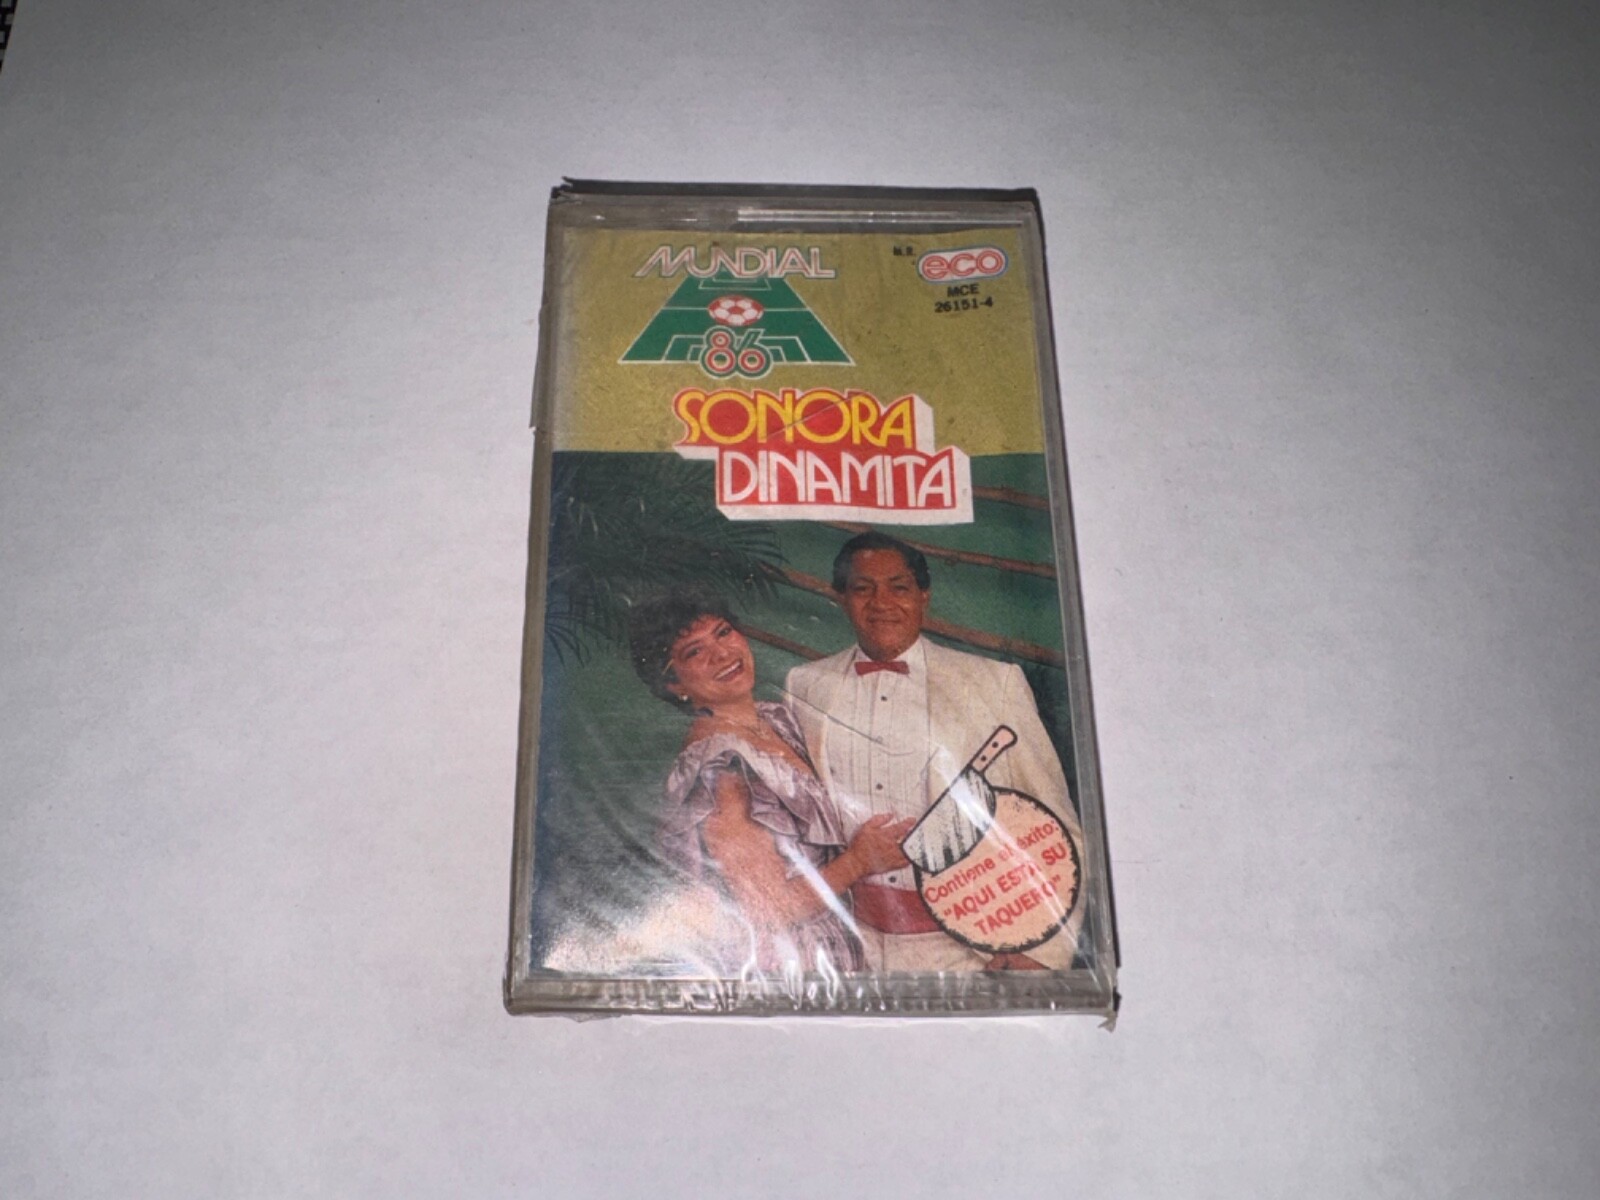 MUNDIAL
86
M.R.
eco
MCE
26151-4
SONORA
DINAMITA
Contiene el éxito:
"AQUI ESTA SU
TAQUERO"